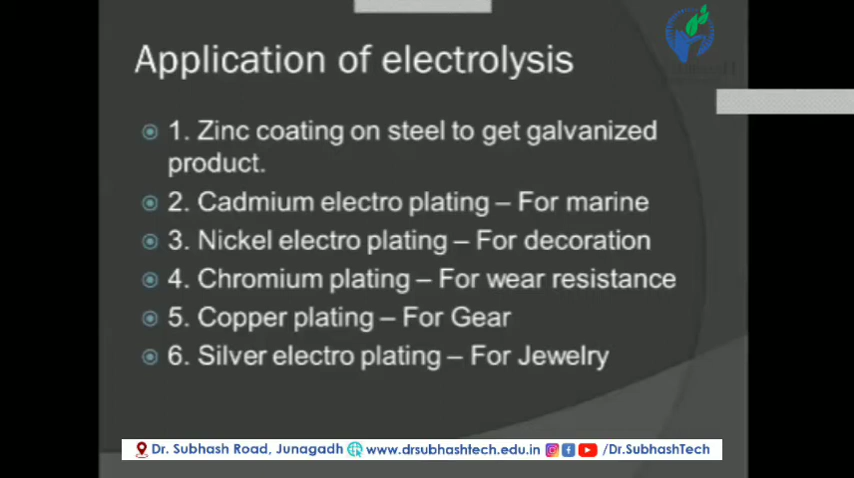 Application of electrolysis
1. Zinc coating on steel to get galvanized
product.
2. Cadmium electro plating – For marine
3. Nickel electro plating – For decoration
4. Chromium plating – For wear resistance
5. Copper plating – For Gear
6. Silver electro plating – For Jewelry
Dr. Subhash Road, Junagadh www.drsubhashtech.edu.in /Dr.SubhashTech